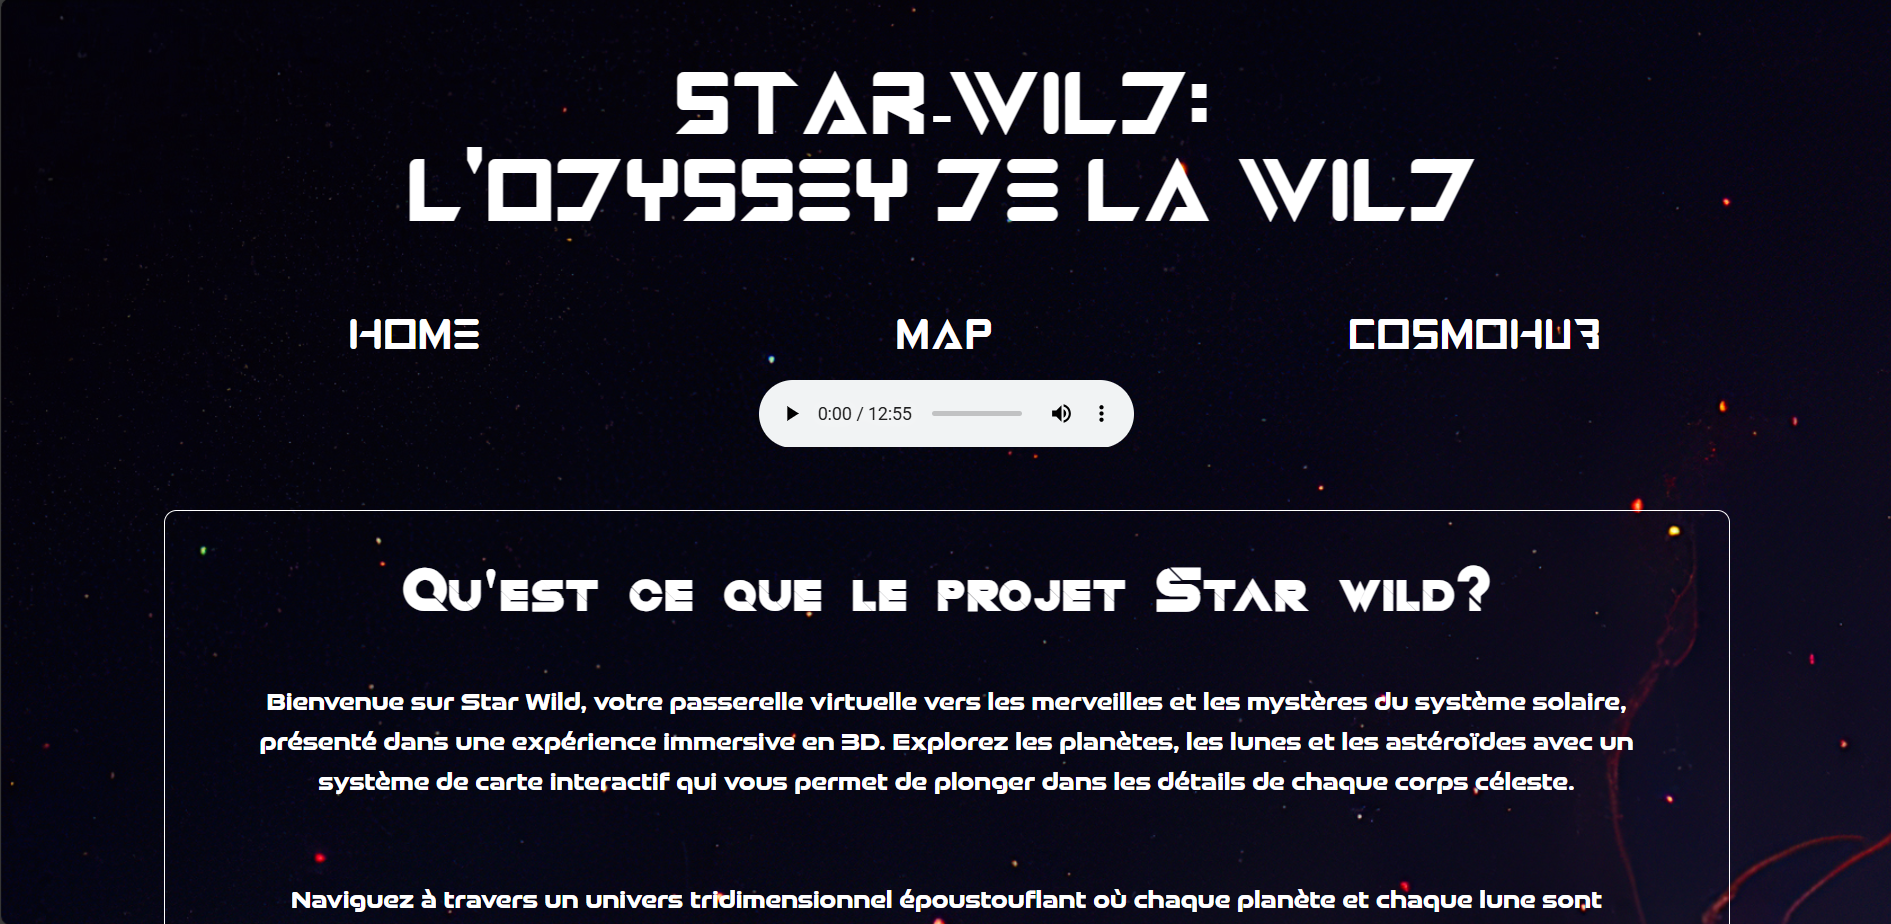 STAR-WILD:
L'ODYSSEY DE LA WILD
HOME MAP COSMOHUB
0:00 / 12:55
Qu'est ce que le projet Star wild?
Bienvenue sur Star Wild, votre passerelle virtuelle vers les merveilles et les mystères du système solaire,
présenté dans une expérience immersive en 3D. Explorez les planètes, les lunes et les astéroïdes avec un
système de carte interactif qui vous permet de plonger dans les détails de chaque corps céleste.
Naviguez à travers un univers tridimensionnel époustouflant où chaque planète et chaque lune sont